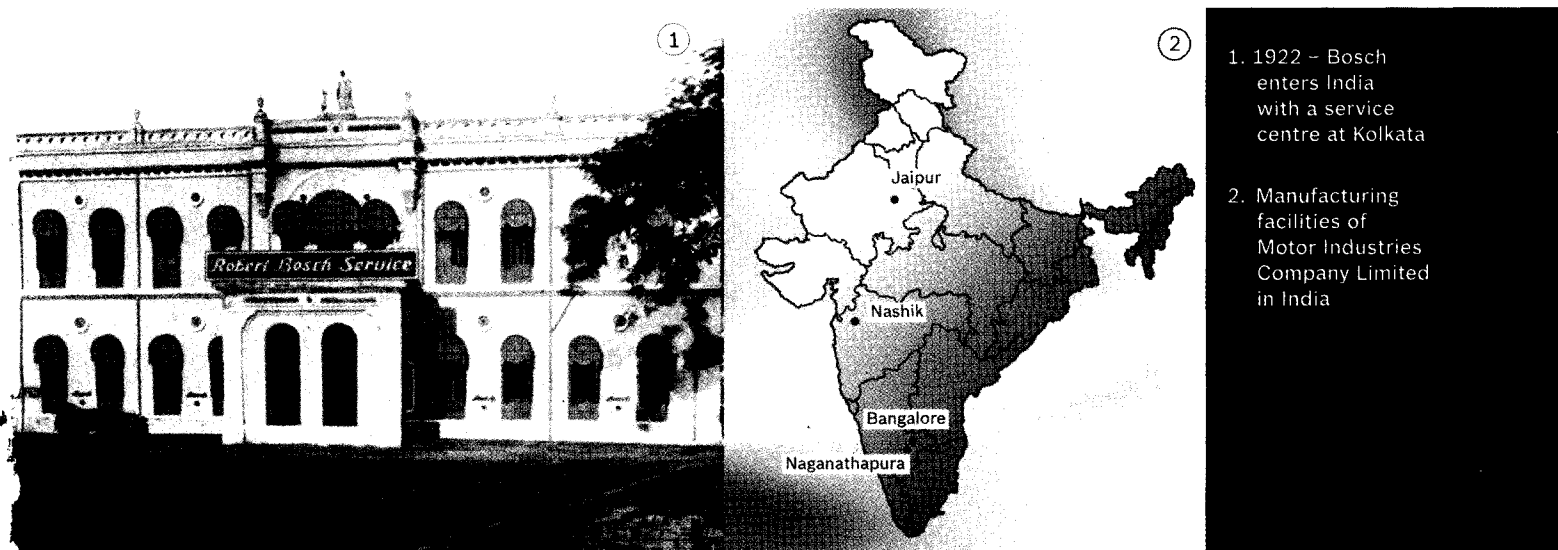 1
Robert Bosch Service
2
Jaipur
Nashik
Bangalore
Naganathapura
1. 1922 – Bosch
enters India
with a service
centre at Kolkata
2. Manufacturing
facilities of
Motor Industries
Company Limited
in India